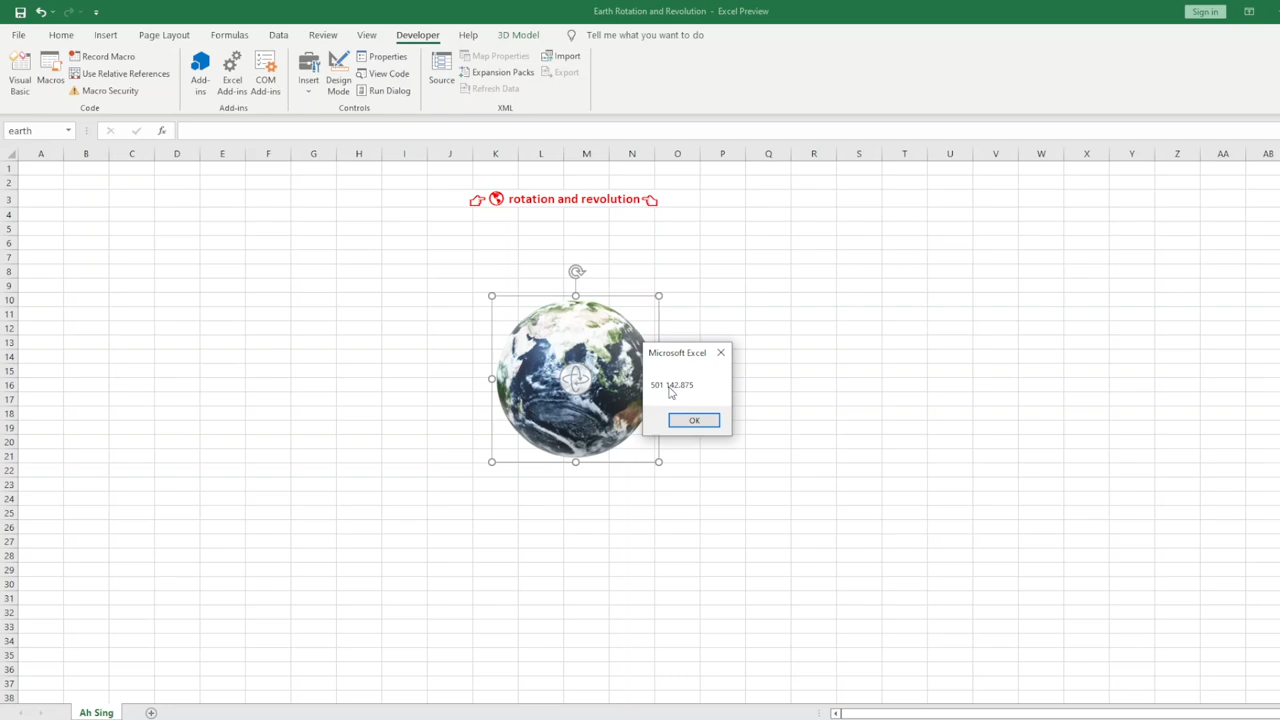 Earth Rotation and Revolution - Excel Preview
Sign in
File Home Insert Page Layout Formulas Data Review View Developer Help 3D Model Tell me what you want to do
Visual Basic
Macros
Record Macro
Use Relative References
Macro Security
Code
Add-ins
Excel Add-ins
COM Add-ins
Add-ins
Insert
Design Mode
Properties
View Code
Run Dialog
Controls
Source
Map Properties
Expansion Packs
Refresh Data
Import
Export
XML
earth
fx
A B C D E F G H I J K L M N O P Q R S T U V W X Y Z AA AB
1
2
3 rotation and revolution
4
5
6
7
8
9
10
11
12
13
14
15
16
17
18
19
20
21
22
23
24
25
26
27
28
29
30
31
32
33
34
35
36
37
38
Microsoft Excel
501 142.875
OK
Ah Sing